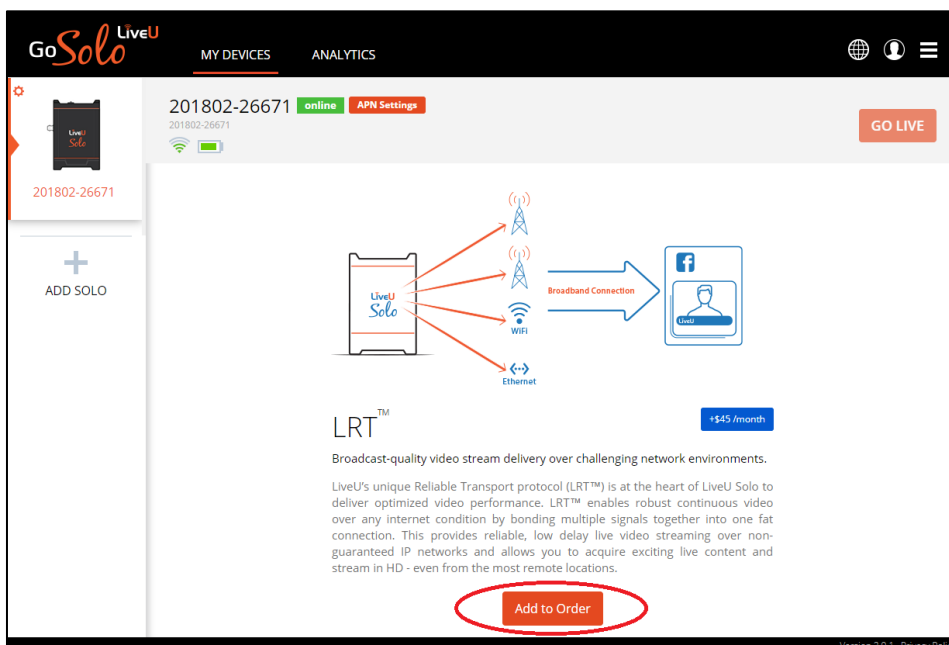 GoSolo LiveU
MY DEVICES
ANALYTICS
201802-26671 online APN Settings
201802-26671
GO LIVE
LiveU
Solo
201802-26671
ADD SOLO
LiveU
Solo
WiFi
Ethernet
Broadband Connection
f
LiveU
LRT™
+$45 /month
Broadcast-quality video stream delivery over challenging network environments.
LiveU's unique Reliable Transport protocol (LRT™) is at the heart of LiveU Solo to
deliver optimized video performance. LRT™ enables robust continuous video
over any internet condition by bonding multiple signals together into one fat
connection. This provides reliable, low delay live video streaming over non-
guaranteed IP networks and allows you to acquire exciting live content and
stream in HD - even from the most remote locations.
Add to Order